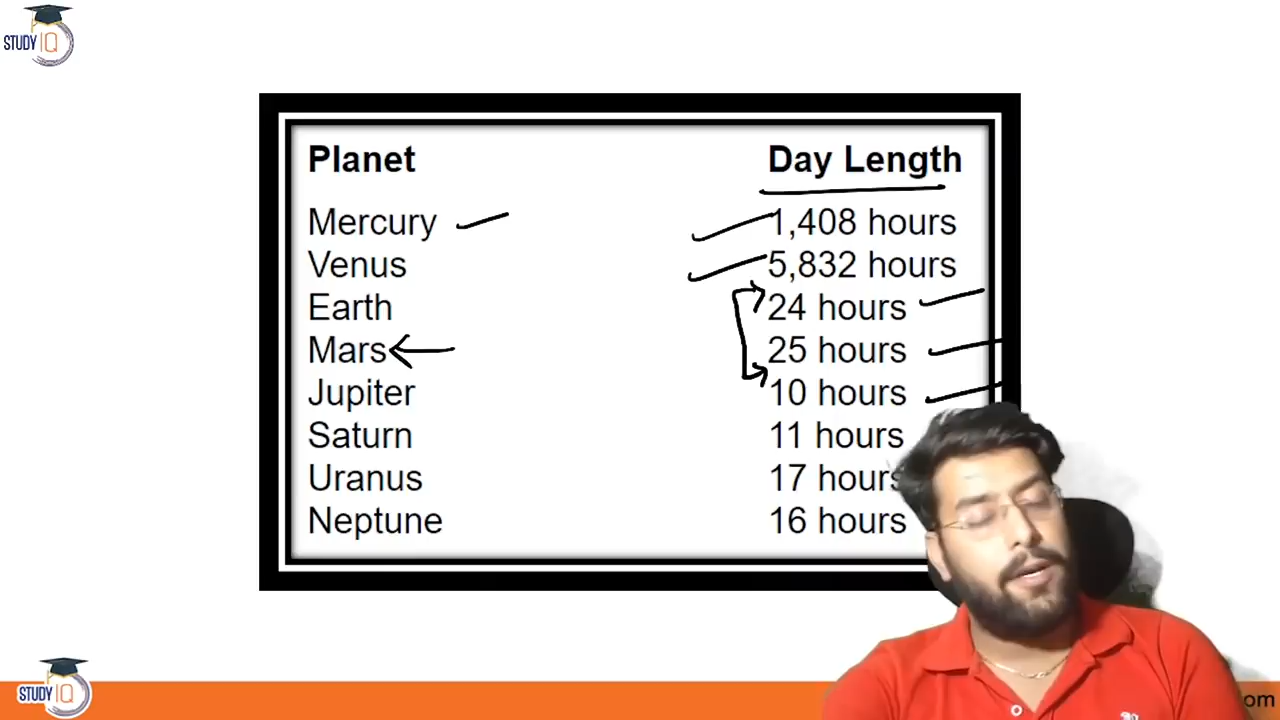 STUDY IQ
Planet Day Length
Mercury 1,408 hours
Venus 5,832 hours
Earth 24 hours
Mars 25 hours
Jupiter 10 hours
Saturn 11 hours
Uranus 17 hours
Neptune 16 hours
STUDY IQ
om